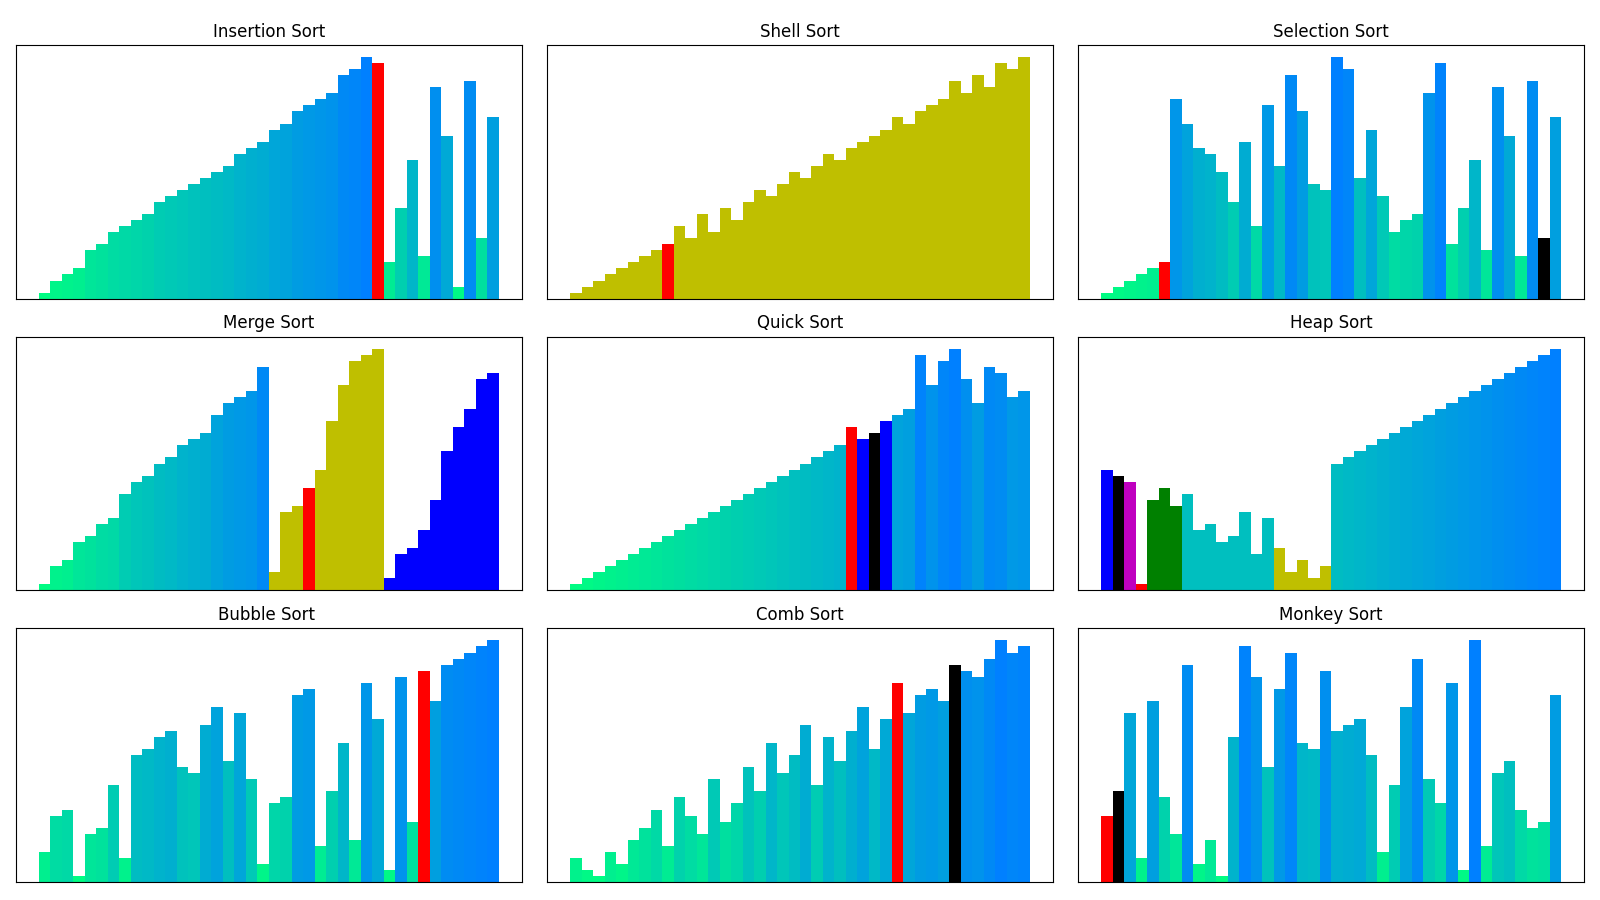 Insertion Sort
Shell Sort
Selection Sort
Merge Sort
Quick Sort
Heap Sort
Bubble Sort
Comb Sort
Monkey Sort